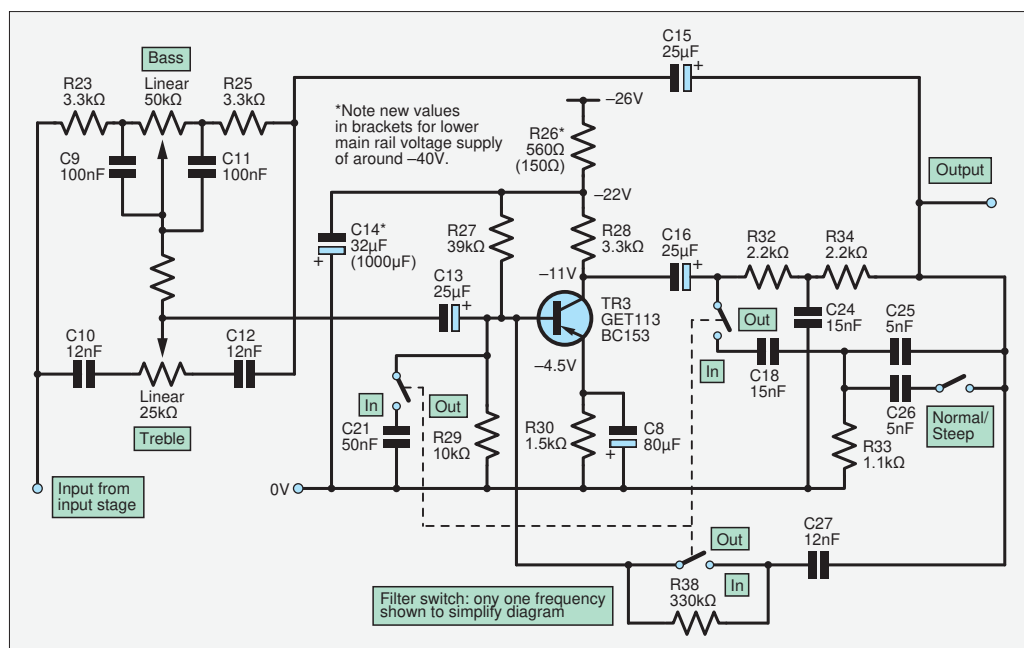 Bass
R23
3.3kΩ
Linear
50kΩ
R25
3.3kΩ
C9
100nF
C11
100nF
C10
12nF
C12
12nF
Linear
25kΩ
Treble
Input from
input stage
*Note new values
in brackets for lower
main rail voltage supply
of around –40V.
C14*
32µF
(1000µF)
+
R27
39kΩ
C13
25µF
+
C15
25µF
+
–26V
R26*
560Ω
(150Ω)
–22V
R28
3.3kΩ
–11V
C16
25µF
+
TR3
GET113
BC153
–4.5V
In
Out
C21
50nF
R29
10kΩ
R30
1.5kΩ
C8
80µF
+
0V
Output
R32
2.2kΩ
R34
2.2kΩ
Out
In
C24
15nF
C25
5nF
C18
15nF
C26
5nF
Normal/
Steep
R33
1.1kΩ
Out
In
C27
12nF
R38
330kΩ
Filter switch: ony one frequency
shown to simplify diagram